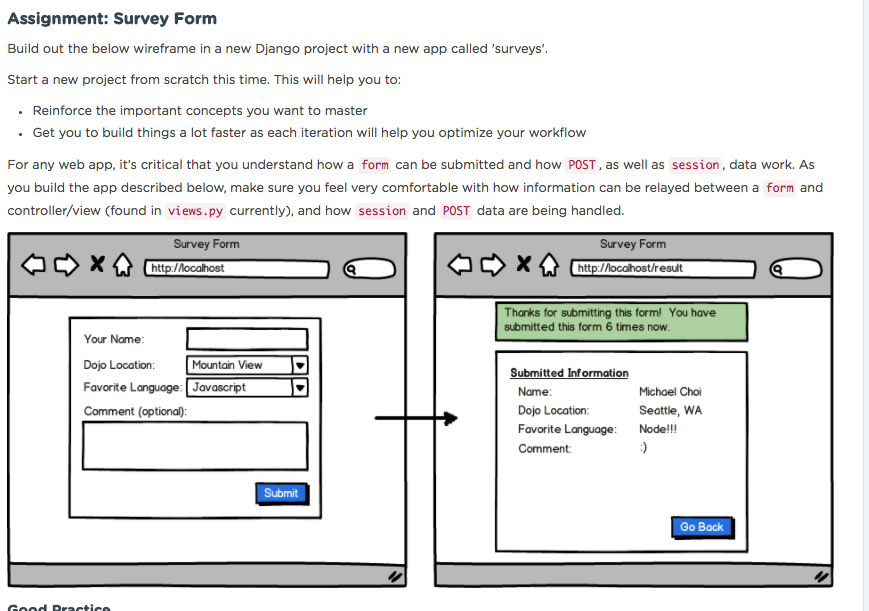 Assignment: Survey Form
Build out the below wireframe in a new Django project with a new app called 'surveys'.
Start a new project from scratch this time. This will help you to:
• Reinforce the important concepts you want to master
• Get you to build things a lot faster as each iteration will help you optimize your workflow
For any web app, it's critical that you understand how a form can be submitted and how POST, as well as session, data work. As
you build the app described below, make sure you feel very comfortable with how information can be relayed between a form and
controller/view (found in views.py currently), and how session and POST data are being handled.
Survey Form
http://localhost
Your Name:
Dojo Location: Mountain View
Favorite Language: Javascript
Comment (optional):
Submit
Survey Form
http://localhost/result
Thanks for submitting this form! You have
submitted this form 6 times now.
Submitted Information
Name: Michael Choi
Dojo Location: Seattle, WA
Favorite Language: Node!!!
Comment: :)
Go Back
Good Practice